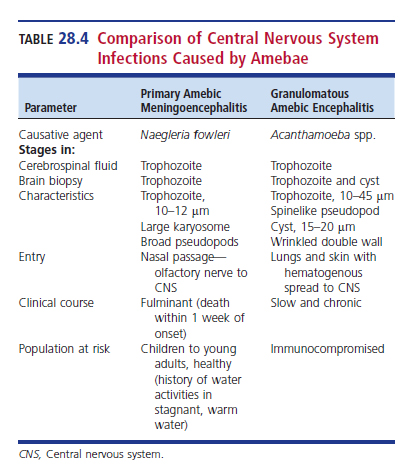 TABLE 28.4 Comparison of Central Nervous System
Infections Caused by Amebae
Parameter
Primary Amebic
Meningoencephalitis
Granulomatous
Amebic Encephalitis
Causative agent Naegleria fowleri Acanthamoeba spp.
Stages in:
Cerebrospinal fluid Trophozoite Trophozoite
Brain biopsy Trophozoite Trophozoite and cyst
Characteristics Trophozoite, Trophozoite, 10–45 μm
10–12 μm Spinelike pseudopod
Large karyosome Cyst, 15–20 μm
Broad pseudopods Wrinkled double wall
Entry Nasal passage— Lungs and skin with
olfactory nerve to hematogenous
CNS spread to CNS
Clinical course Fulminant (death Slow and chronic
within 1 week of
onset)
Population at risk Children to young Immunocompromised
adults, healthy
(history of water
activities in
stagnant, warm
water)
CNS, Central nervous system.